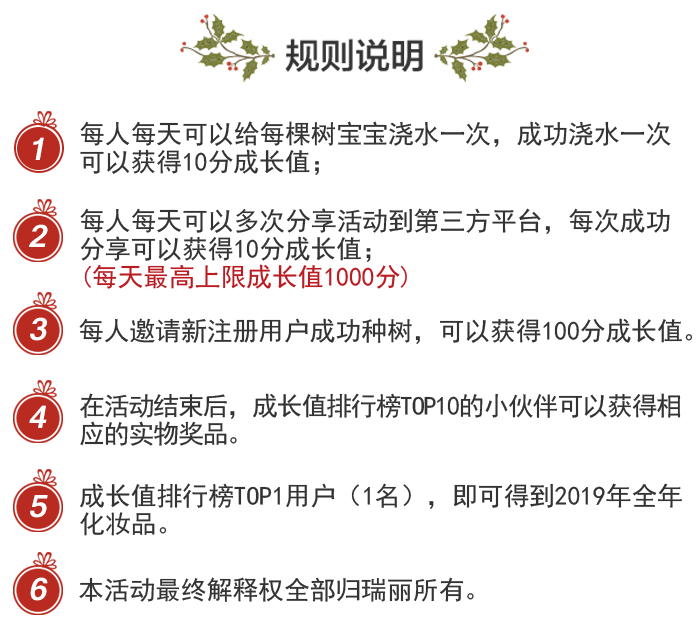 规则说明
1 每人每天可以给每棵树宝宝浇水一次，成功浇水一次
可以获得10分成长值；
2 每人每天可以多次分享活动到第三方平台，每次成功
分享可以获得10分成长值；
(每天最高上限成长值1000分)
3 每人邀请新注册用户成功种树，可以获得100分成长值。
4 在活动结束后，成长值排行榜TOP10的小伙伴可以获得相
应的实物奖品。
5 成长值排行榜TOP1用户（1名），即可得到2019年全年
化妆品。
6 本活动最终解释权全部归瑞丽所有。